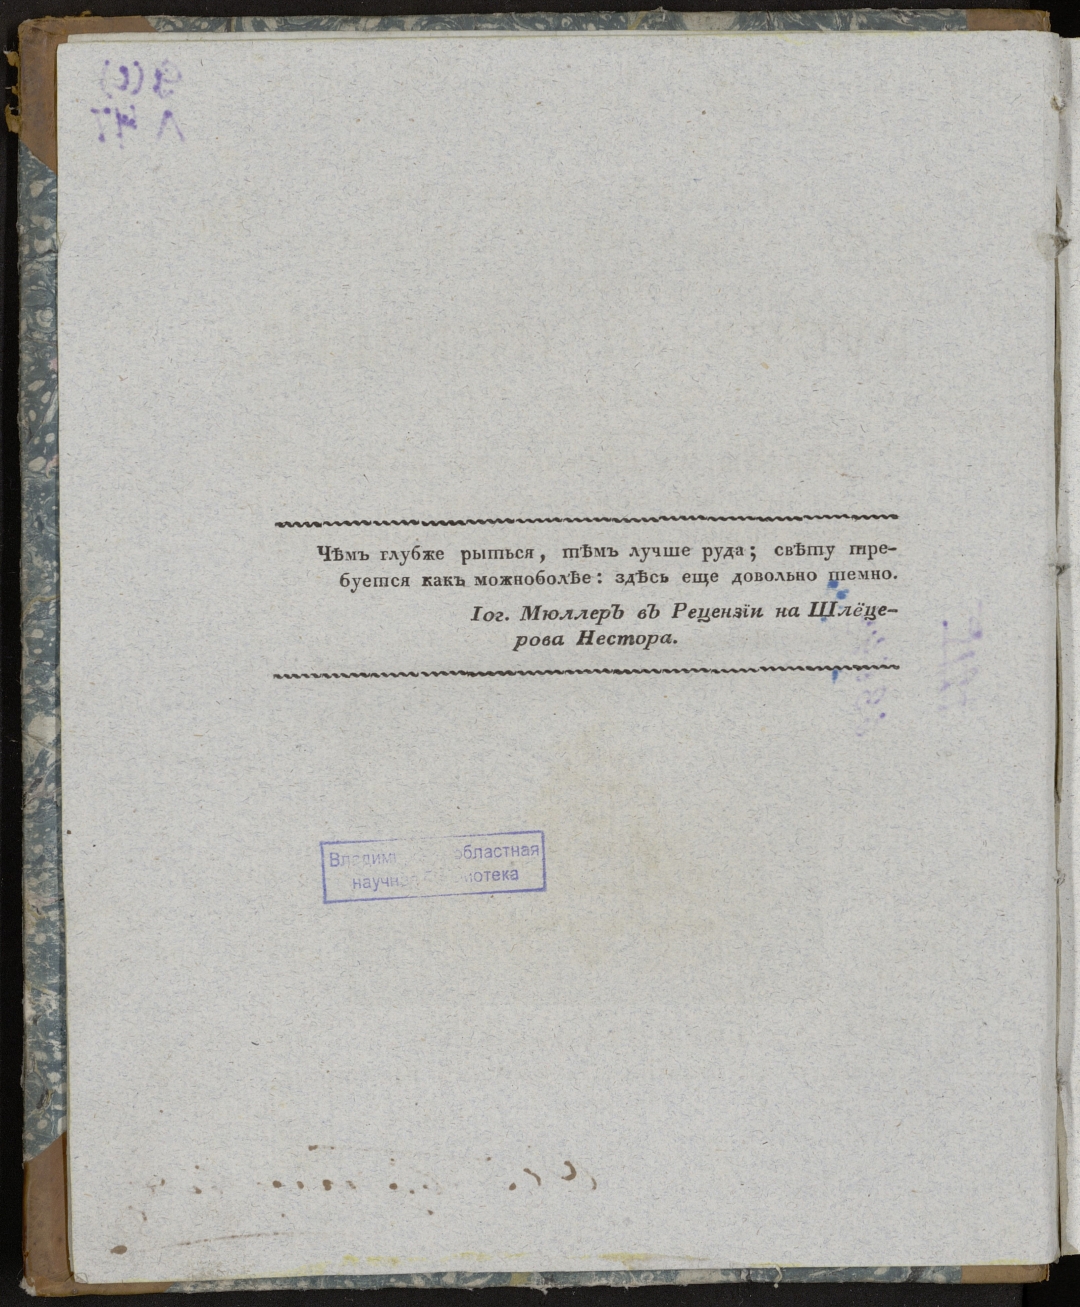 Чѣмъ глубже рыться, тѣмъ лучше руда; свѣту тре-
буется какъ можноболѣе: здѣсь еще довольно темно.
Іог. Мюллеръ въ Рецензіи на Шлёце-
рова Нестора.
областная